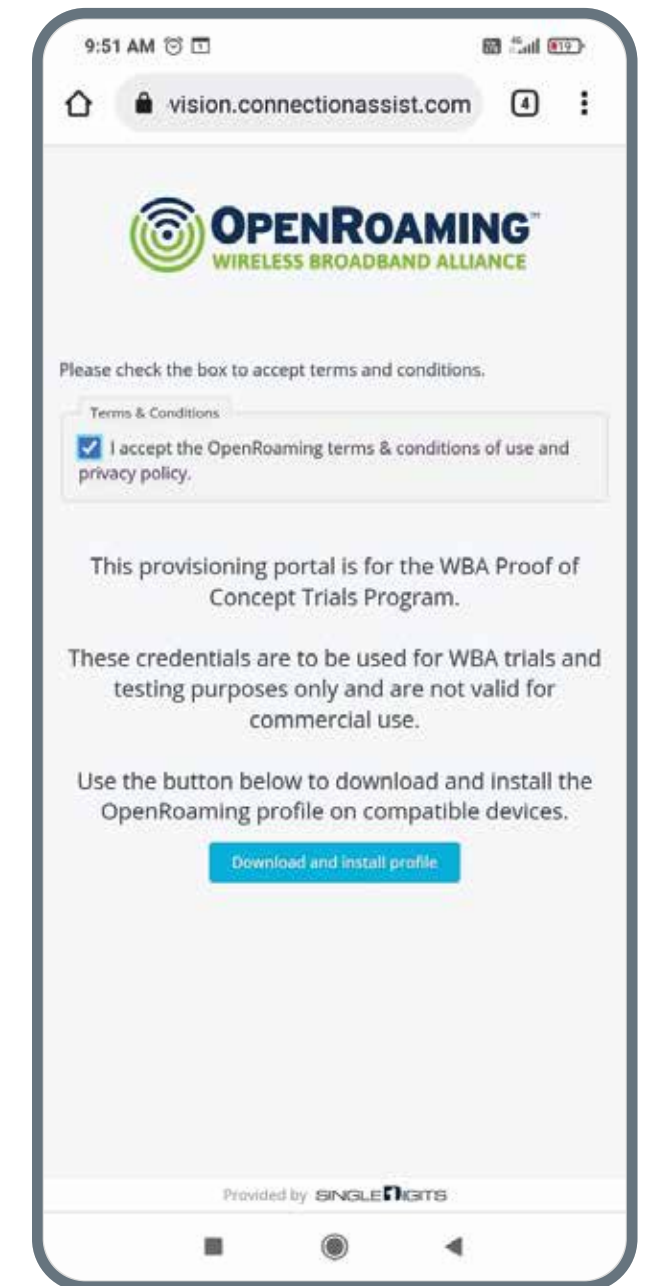 9:51 AM
4G 19
vision.connectionassist.com 4
OPENROAMING™
WIRELESS BROADBAND ALLIANCE
Please check the box to accept terms and conditions.
Terms & Conditions
I accept the OpenRoaming terms & conditions of use and
privacy policy.
This provisioning portal is for the WBA Proof of
Concept Trials Program.
These credentials are to be used for WBA trials and
testing purposes only and are not valid for
commercial use.
Use the button below to download and install the
OpenRoaming profile on compatible devices.
Download and install profile
Provided by SINGLE DIGITS